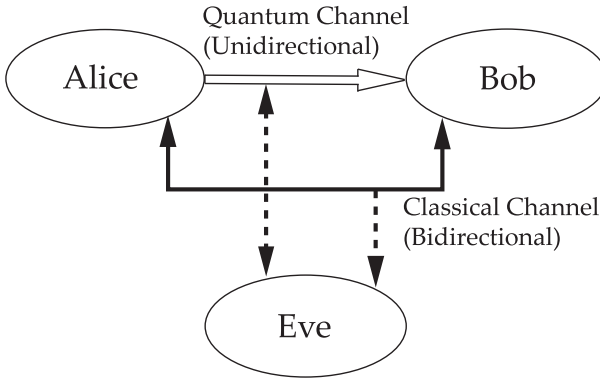 Quantum Channel
(Unidirectional)
Alice
Bob
Classical Channel
(Bidirectional)
Eve